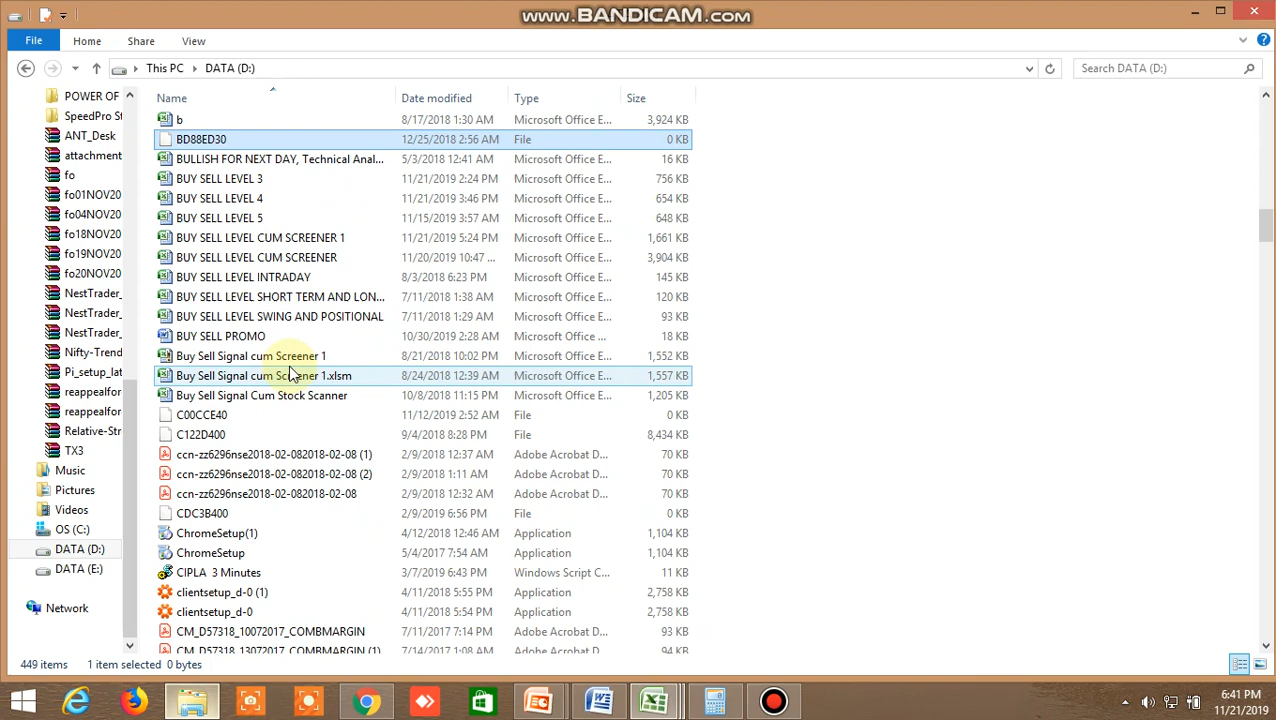 www.BANDICAM.com
File Home Share View
This PC DATA (D:) Search DATA (D:)
Name Date modified Type Size
POWER OF
SpeedPro St
ANT_Desk
attachment
fo
fo01NOV20
fo04NOV20
fo18NOV20
fo19NOV20
fo20NOV20
NestTrader_
NestTrader_
NestTrader_
Nifty-Trend
Pi_setup_lat
reappealfor
reappealfor
Relative-Str
TX3
Music
Pictures
Videos
OS (C:)
DATA (D:)
DATA (E:)
Network
b 8/17/2018 1:30 AM Microsoft Office E... 3,924 KB
BD88ED30 12/25/2018 2:56 AM File 0 KB
BULLISH FOR NEXT DAY, Technical Anal... 5/3/2018 12:41 AM Microsoft Office E... 16 KB
BUY SELL LEVEL 3 11/21/2019 2:24 PM Microsoft Office E... 756 KB
BUY SELL LEVEL 4 11/21/2019 3:46 PM Microsoft Office E... 654 KB
BUY SELL LEVEL 5 11/15/2019 3:57 AM Microsoft Office E... 648 KB
BUY SELL LEVEL CUM SCREENER 1 11/21/2019 5:24 PM Microsoft Office E... 1,661 KB
BUY SELL LEVEL CUM SCREENER 11/20/2019 10:47 ... Microsoft Office E... 3,904 KB
BUY SELL LEVEL INTRADAY 8/3/2018 6:23 PM Microsoft Office E... 145 KB
BUY SELL LEVEL SHORT TERM AND LON... 7/11/2018 1:38 AM Microsoft Office E... 120 KB
BUY SELL LEVEL SWING AND POSITIONAL 7/11/2018 1:29 AM Microsoft Office E... 93 KB
BUY SELL PROMO 10/30/2019 2:28 AM Microsoft Office ... 18 KB
Buy Sell Signal cum Screener 1 8/21/2018 10:02 PM Microsoft Office E... 1,552 KB
Buy Sell Signal cum Screener 1.xlsm 8/24/2018 12:39 AM Microsoft Office E... 1,557 KB
Buy Sell Signal Cum Stock Scanner 10/8/2018 11:15 PM Microsoft Office E... 1,205 KB
C00CCE40 11/12/2019 2:52 AM File 0 KB
C122D400 9/4/2018 8:28 PM File 8,434 KB
ccn-zz6296nse2018-02-082018-02-08 (1) 2/9/2018 12:37 AM Adobe Acrobat D... 70 KB
ccn-zz6296nse2018-02-082018-02-08 (2) 2/9/2018 1:11 AM Adobe Acrobat D... 70 KB
ccn-zz6296nse2018-02-082018-02-08 2/9/2018 12:32 AM Adobe Acrobat D... 70 KB
CDC3B400 2/9/2019 6:56 PM File 0 KB
ChromeSetup(1) 4/12/2018 12:46 AM Application 1,104 KB
ChromeSetup 5/4/2017 7:54 AM Application 1,104 KB
CIPLA 3 Minutes 3/7/2019 6:43 PM Windows Script C... 11 KB
clientsetup_d-0 (1) 4/11/2018 5:55 PM Application 2,758 KB
clientsetup_d-0 4/11/2018 5:54 PM Application 2,758 KB
CM_D57318_10072017_COMBMARGIN 7/11/2017 7:14 PM Adobe Acrobat D... 93 KB
CM_D57318_13072017_COMBMARGIN (1) 7/14/2017 1:08 AM Adobe Acrobat D... 94 KB
449 items 1 item selected 0 bytes
6:41 PM
11/21/2019